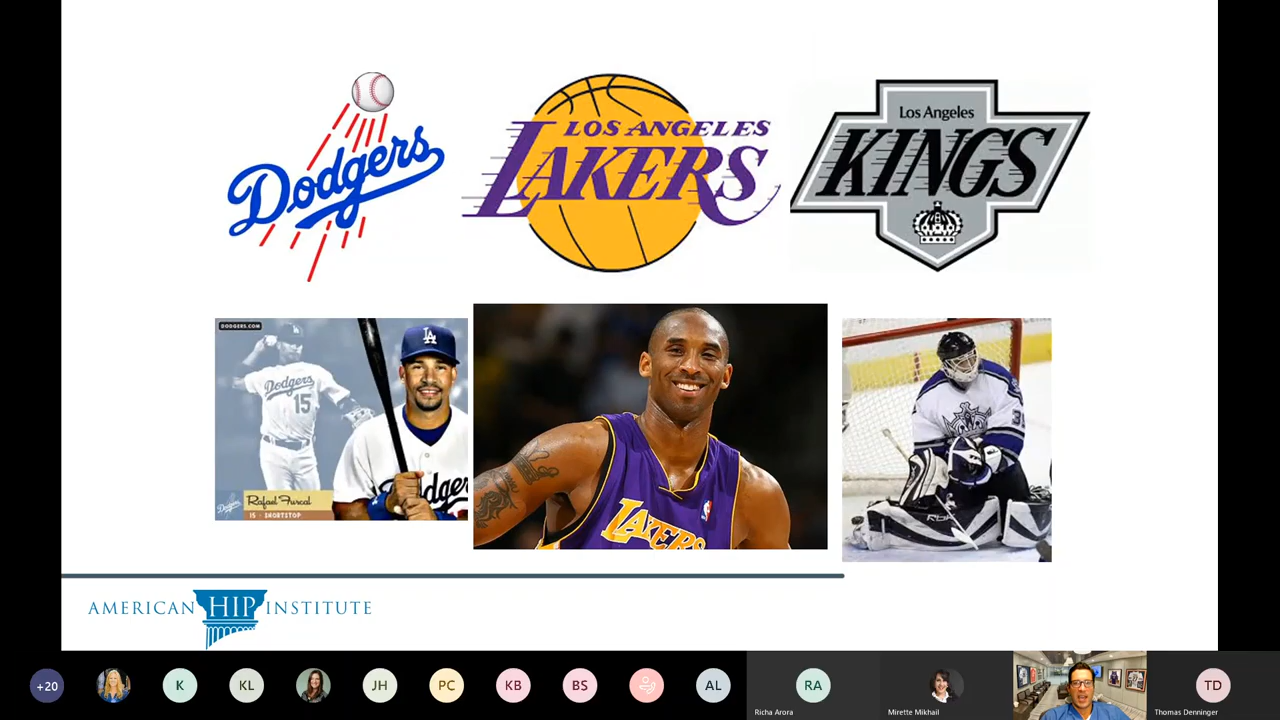 Dodgers
LOS ANGELES
LAKERS
Los Angeles
KINGS
DODGERS.COM
LA
Dodgers
15
Rafael Furcal
15 - SHORTSTOP
LAKERS
AMERICAN HIP INSTITUTE
+20
K
KL
JH
PC
KB
BS
AL
RA
TD
Richa Arora
Mirette Mikhail
Thomas Denninger